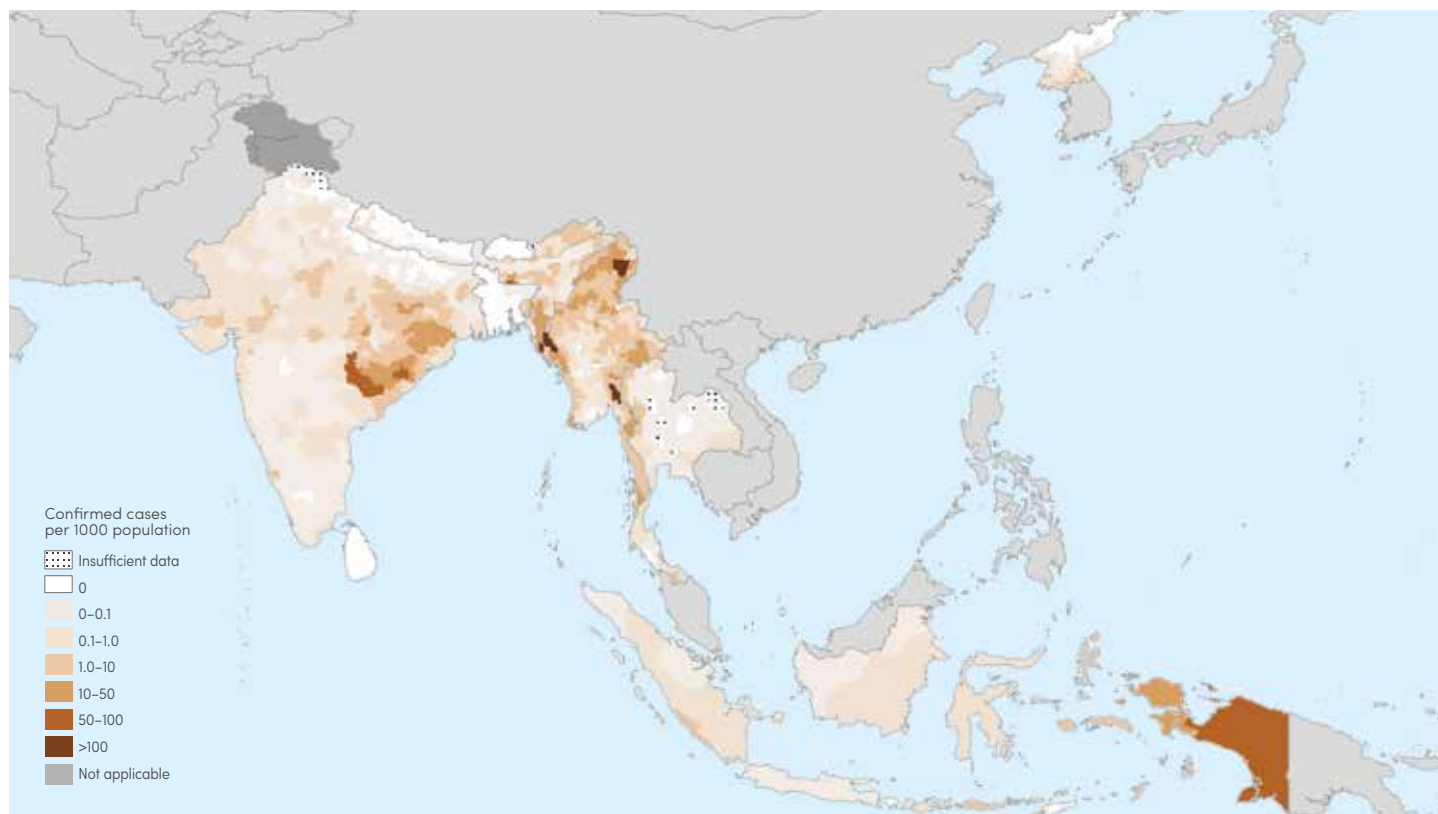 Confirmed cases
per 1000 population
Insufficient data
0
0–0.1
0.1–1.0
1.0–10
10–50
50–100
>100
Not applicable